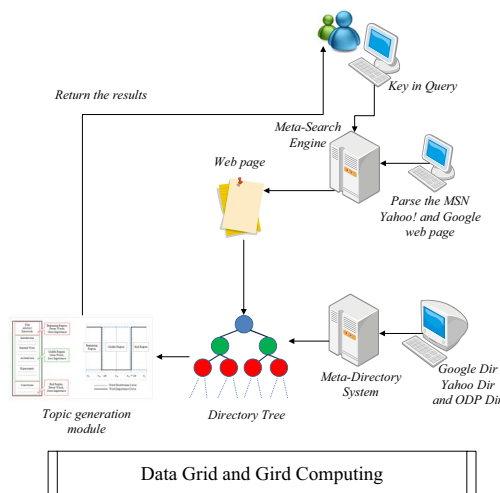 Return the results
Key in Query
Meta-Search
Engine
Web page
Parse the MSN
Yahoo! and Google
web page
Meta-Directory
System
Google Dir
Yahoo Dir
and ODP Dir
Directory Tree
Topic generation
module
Data Grid and Gird Computing